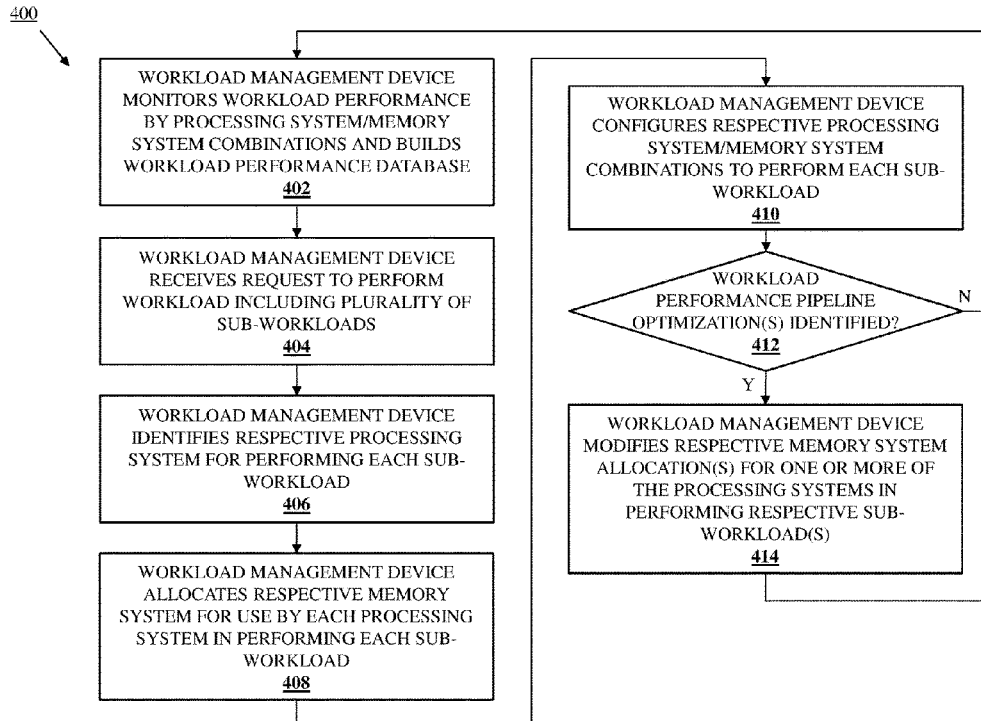 400
WORKLOAD MANAGEMENT DEVICE
MONITORS WORKLOAD PERFORMANCE
BY PROCESSING SYSTEM/MEMORY
SYSTEM COMBINATIONS AND BUILDS
WORKLOAD PERFORMANCE DATABASE
402
WORKLOAD MANAGEMENT DEVICE
RECEIVES REQUEST TO PERFORM
WORKLOAD INCLUDING PLURALITY OF
SUB-WORKLOADS
404
WORKLOAD MANAGEMENT DEVICE
IDENTIFIES RESPECTIVE PROCESSING
SYSTEM FOR PERFORMING EACH SUB-
WORKLOAD
406
WORKLOAD MANAGEMENT DEVICE
ALLOCATES RESPECTIVE MEMORY
SYSTEM FOR USE BY EACH PROCESSING
SYSTEM IN PERFORMING EACH SUB-
WORKLOAD
408
WORKLOAD MANAGEMENT DEVICE
CONFIGURES RESPECTIVE PROCESSING
SYSTEM/MEMORY SYSTEM
COMBINATIONS TO PERFORM EACH SUB-
WORKLOAD
410
WORKLOAD
PERFORMANCE PIPELINE
OPTIMIZATION(S) IDENTIFIED?
412
N
Y
WORKLOAD MANAGEMENT DEVICE
MODIFIES RESPECTIVE MEMORY SYSTEM
ALLOCATION(S) FOR ONE OR MORE OF
THE PROCESSING SYSTEMS IN
PERFORMING RESPECTIVE SUB-
WORKLOAD(S)
414